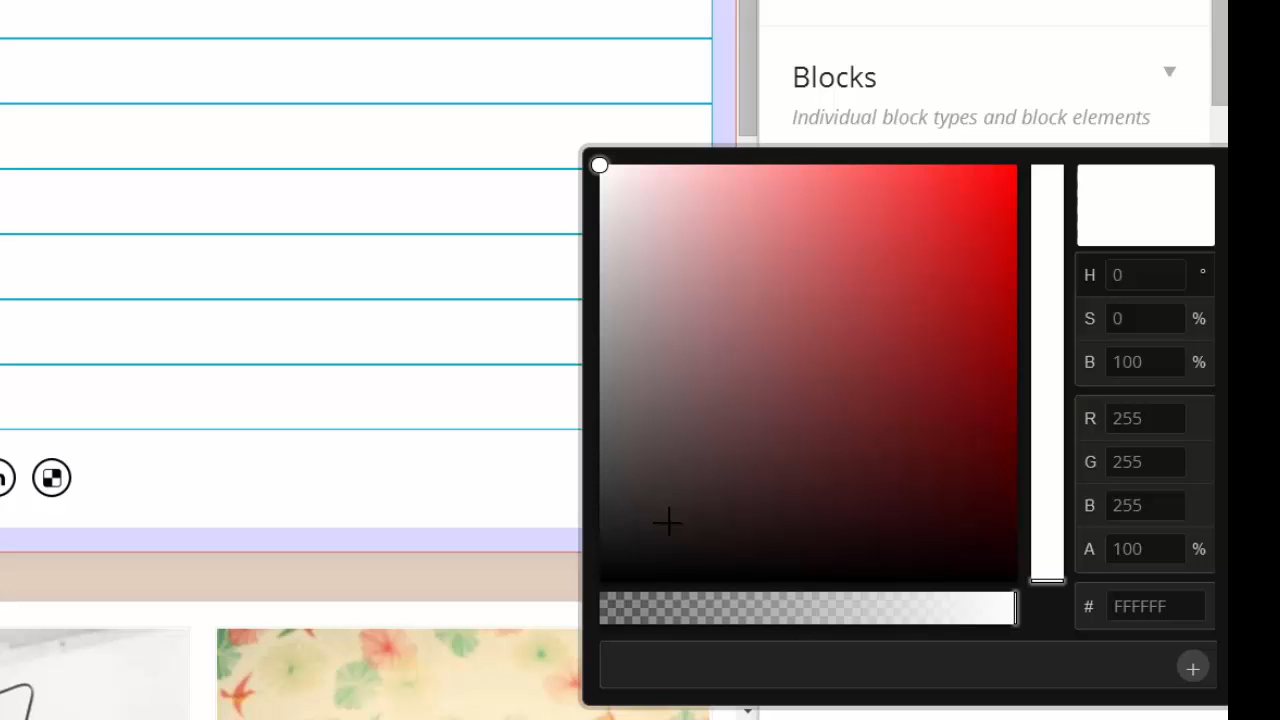 Blocks
Individual block types and block elements
H 0 °
S 0 %
B 100 %
R 255
G 255
B 255
A 100 %
# FFFFFF
+